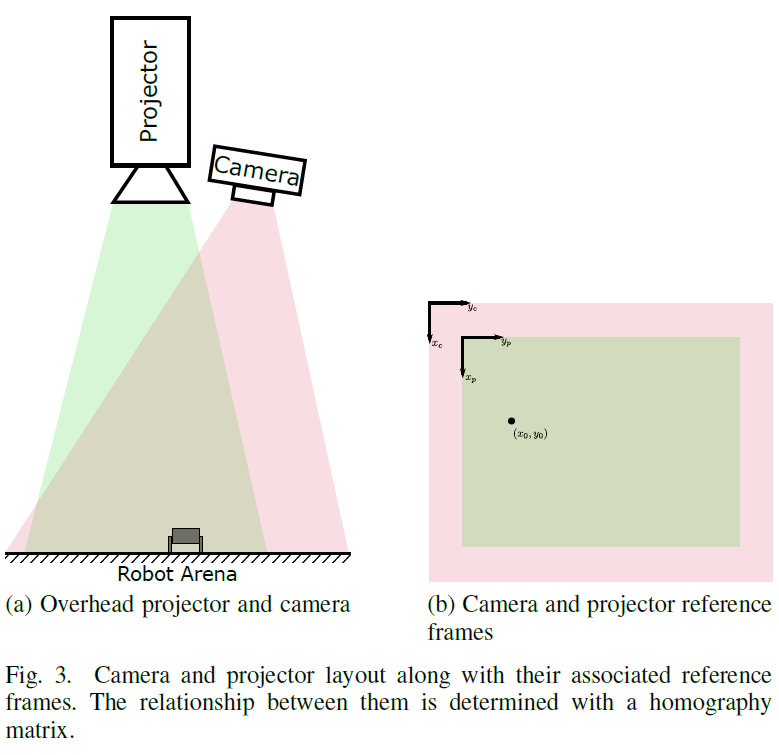 Projector
Camera
Robot Arena
(a) Overhead projector and camera
y_c
x_c
y_p
x_p
(x_0, y_0)
(b) Camera and projector reference
frames
Fig. 3. Camera and projector layout along with their associated reference
frames. The relationship between them is determined with a homography
matrix.